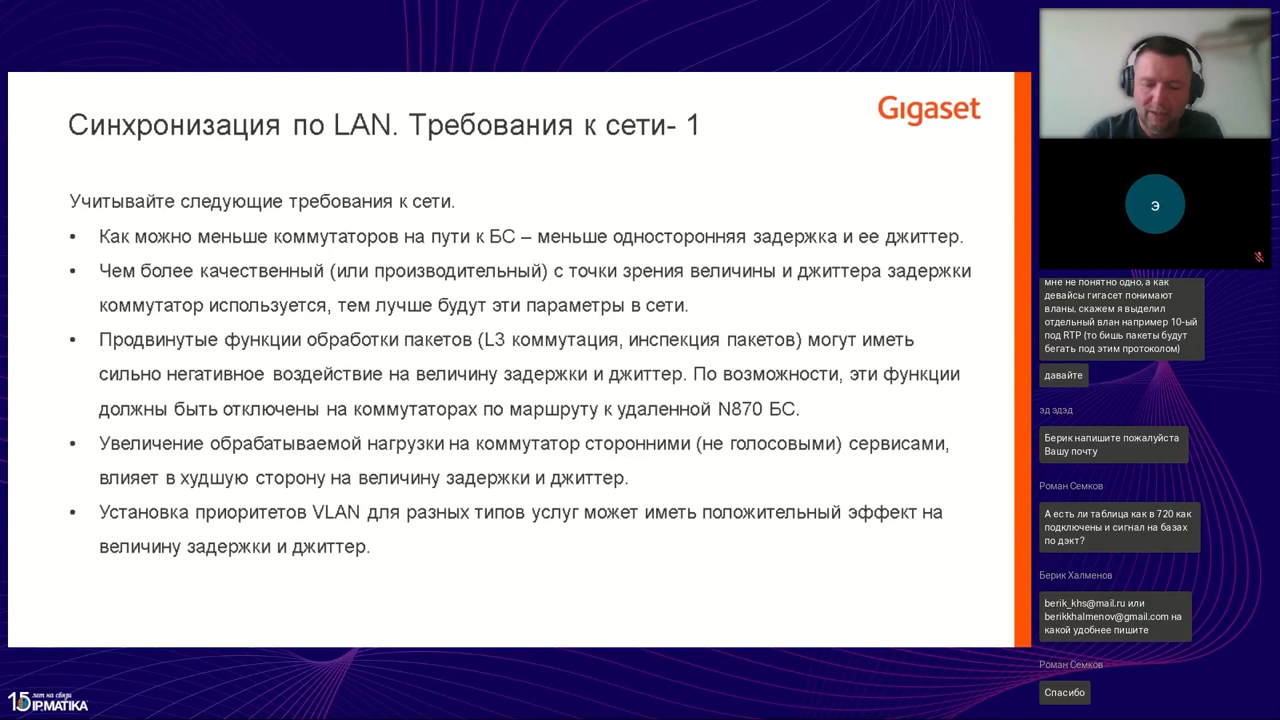 Синхронизация по LAN. Требования к сети- 1
Gigaset
Учитывайте следующие требования к сети.
• Как можно меньше коммутаторов на пути к БС – меньше односторонняя задержка и ее джиттер.
• Чем более качественный (или производительный) с точки зрения величины и джиттера задержки
коммутатор используется, тем лучше будут эти параметры в сети.
• Продвинутые функции обработки пакетов (L3 коммутация, инспекция пакетов) могут иметь
сильно негативное воздействие на величину задержки и джиттер. По возможности, эти функции
должны быть отключены на коммутаторах по маршруту к удаленной N870 БС.
• Увеличение обрабатываемой нагрузки на коммутатор сторонними (не голосовыми) сервисами,
влияет в худшую сторону на величину задержки и джиттер.
• Установка приоритетов VLAN для разных типов услуг может иметь положительный эффект на
величину задержки и джиттер.
15 лет на связи
IPMATIKA
э
мне не понятно одно, а как
девайсы гигасет понимают
вланы, скажем я выделил
отдельный влан например 10-ый
под RTP (то бишь пакеты будут
бегать под этим протоколом)
давайте
эд эдэд
Берик напишите пожалуйста
Вашу почту
Роман Семков
А есть ли таблица как в 720 как
подключены и сигнал на базах
по дэкт?
Берик Халменов
berik_khs@mail.ru или
berikkhalmenov@gmail.com на
какой удобнее пишите
Роман Семков
Спасибо